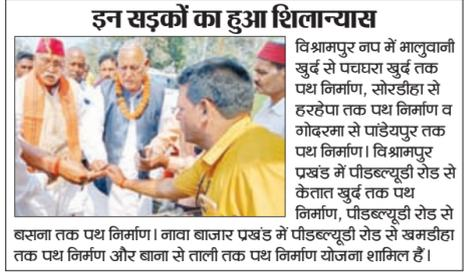 इन सड़कों का हुआ शिलान्यास
विश्रामपुर नप में भालुवानी
खुर्द से पचघरा खुर्द तक
पथ निर्माण, सोरडीहा से
हरहेपा तक पथ निर्माण व
गोदरमा से पांडेयपुर तक
पथ निर्माण। विश्रामपुर
प्रखंड में पीडब्ल्यूडी रोड से
केतात खुर्द तक पथ
निर्माण, पीडब्ल्यूडी रोड से
बसना तक पथ निर्माण। नावा बाजार प्रखंड में पीडब्ल्यूडी रोड से खमडीहा
तक पथ निर्मण और बाना से ताली तक पथ निर्माण योजना शामिल हैं।